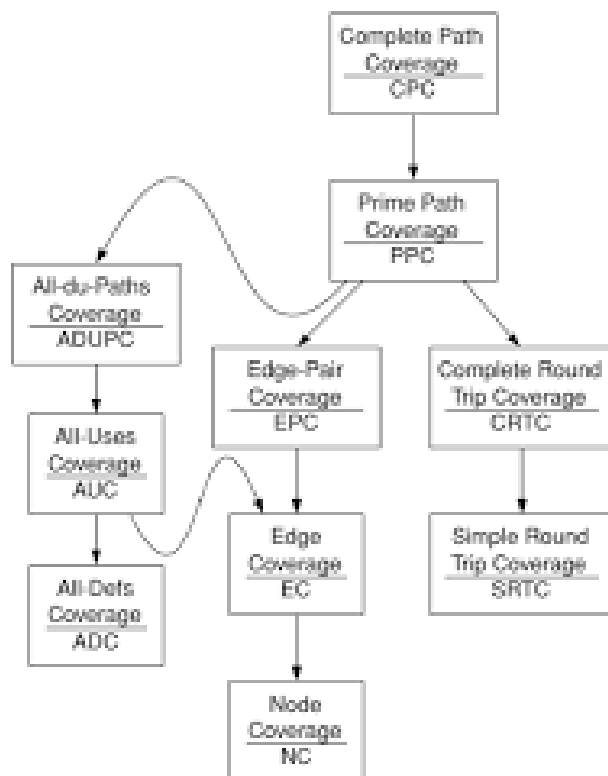 Complete Path
Coverage
CPC
Prime Path
Coverage
PPC
All-du-Paths
Coverage
ADUPC
Edge-Pair
Coverage
EPC
Complete Round
Trip Coverage
CRTC
All-Uses
Coverage
AUC
Edge
Coverage
EC
Simple Round
Trip Coverage
SRTC
All-Defs
Coverage
ADC
Node
Coverage
NC